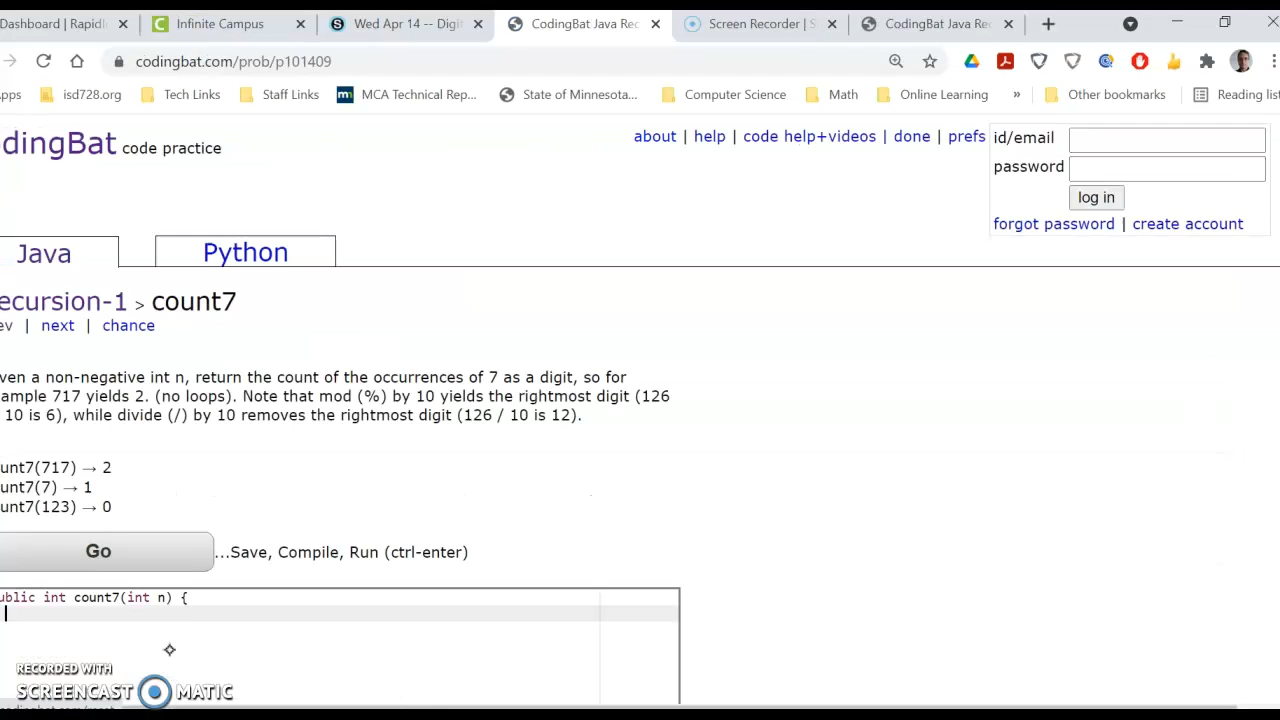 Dashboard | Rapidl
Infinite Campus
Wed Apr 14 -- Digit
CodingBat Java Rec
Screen Recorder | S
CodingBat Java Rec
codingbat.com/prob/p101409
pps
isd728.org
Tech Links
Staff Links
MCA Technical Rep...
State of Minnesota...
Computer Science
Math
Online Learning
»
Other bookmarks
Reading list
dingBat code practice
about | help | code help+videos | done | prefs
id/email
password
log in
forgot password | create account
Java
Python
ecursion-1 > count7
ev | next | chance
ven a non-negative int n, return the count of the occurrences of 7 as a digit, so for
ample 717 yields 2. (no loops). Note that mod (%) by 10 yields the rightmost digit (126
10 is 6), while divide (/) by 10 removes the rightmost digit (126 / 10 is 12).
unt7(717) → 2
unt7(7) → 1
unt7(123) → 0
Go
...Save, Compile, Run (ctrl-enter)
ublic int count7(int n) {
RECORDED WITH
SCREENCAST MATIC